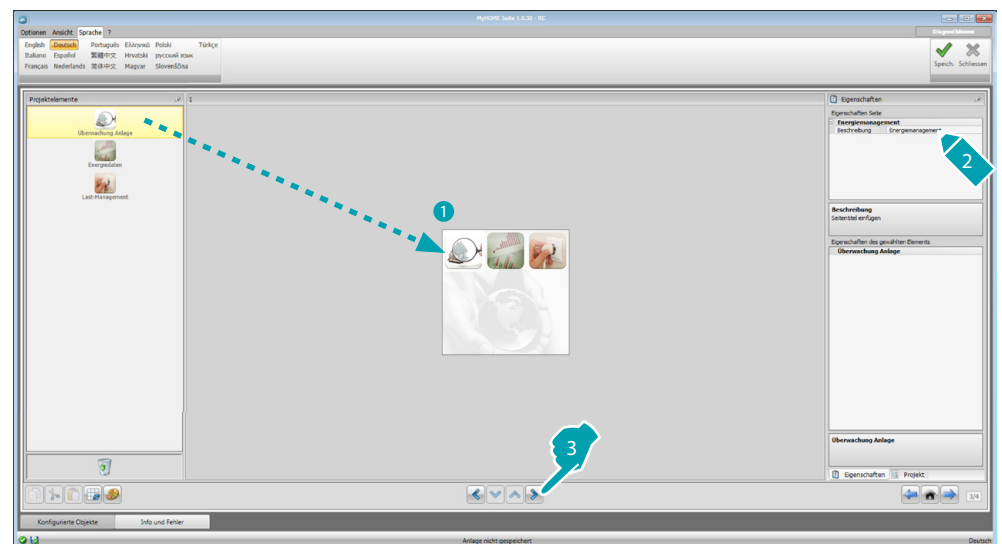 MyHOME Suite 1.0.30 - RC
Optionen Ansicht Sprache ?
English Deutsch Português Ελληνικά Polski Türkçe
Italiano Español 繁體中文 Hrvatski русский язык
Français Nederlands 简体中文 Magyar Slovenščina
Diagnoseklemme
Speich. Schliessen
Projektelemente
1
Überwachung Anlage
Energiedaten
Last-Management
1
Eigenschaften
Eigenschaften Seite
Energiemanagement
Beschreibung Energiemanagement
2
Beschreibung
Seitentitel einfügen
Eigenschaften des gewählten Elements
Überwachung Anlage
3
Überwachung Anlage
Eigenschaften Projekt
3/4
Konfigurierte Objekte Info und Fehler
Anlage nicht gespeichert
Deutsch